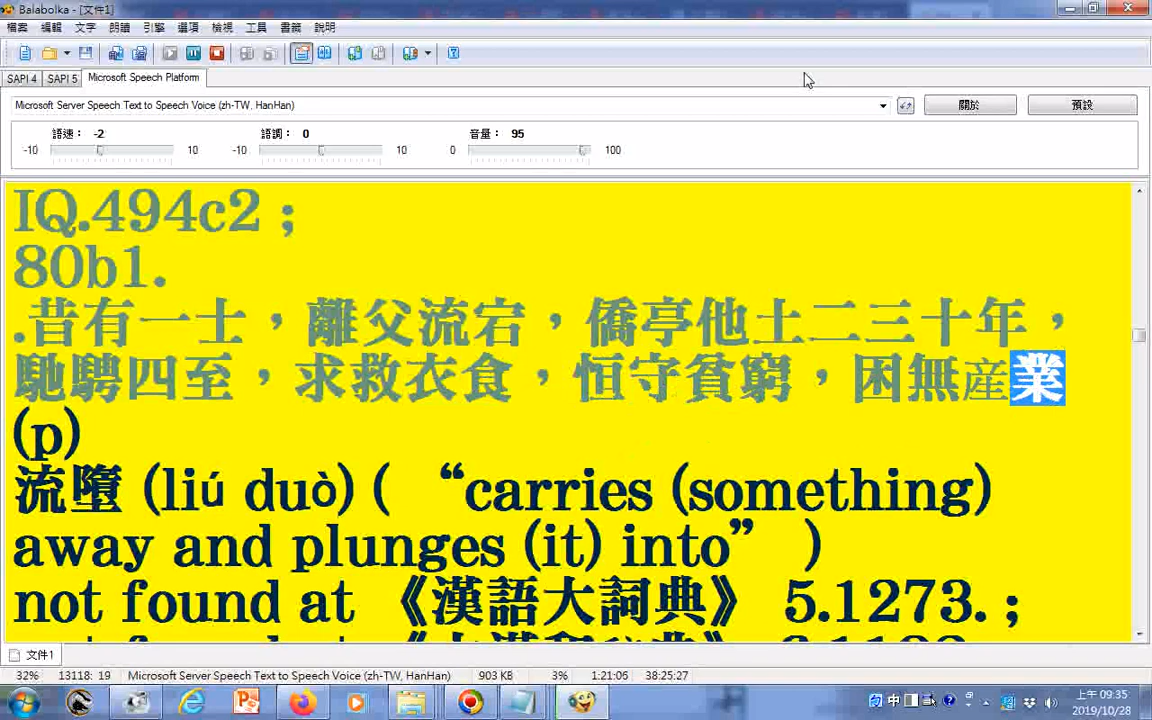 Balabolka - [文件1]
檔案 編輯 文字 朗讀 引擎 選項 檢視 工具 書籤 說明
SAPI 4 SAPI 5 Microsoft Speech Platform
Microsoft Server Speech Text to Speech Voice (zh-TW, HanHan) 關於 預設
語速： -2 語調： 0 音量： 95
-10 10 -10 10 0 100
IQ.494c2；
80b1.
.昔有一士，離父流宕，僑亭他土二三十年，
馳騁四至，求救衣食，恒守貧窮，困無産業
(p)
流墮 (liú duò) ( “carries (something)
away and plunges (it) into” )
not found at 《漢語大詞典》 5.1273.；
文件1
32% 13118: 19 Microsoft Server Speech Text to Speech Voice (zh-TW, HanHan) 903 KB 3% 1:21:06 38:25:27
中 上午 09:35
2019/10/28